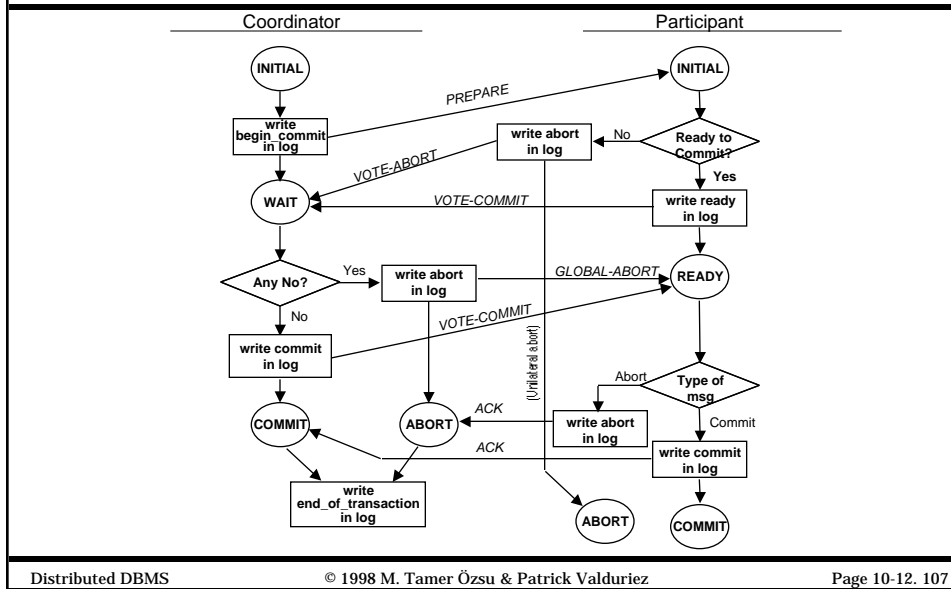 Coordinator
Participant
INITIAL
INITIAL
PREPARE
write
begin_commit
in log
write abort
in log
No
Ready to
Commit?
VOTE-ABORT
Yes
WAIT
VOTE-COMMIT
write ready
in log
Any No?
Yes
write abort
in log
GLOBAL-ABORT
READY
No
VOTE-COMMIT
write commit
in log
(Unilateral abort)
Abort
Type of
msg
COMMIT
ABORT
ACK
write abort
in log
Commit
ACK
write commit
in log
write
end_of_transaction
in log
ABORT
COMMIT
Distributed DBMS
© 1998 M. Tamer Özsu & Patrick Valduriez
Page 10-12. 107